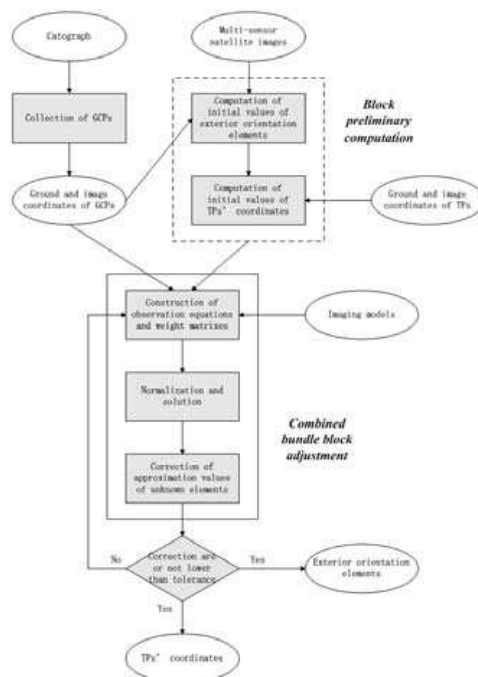 Catograph
Multi-sensor
satellite images
Collection of GCPs
Computation of
initial values of
exterior orientation
elements
Block
preliminary
computation
Ground and image
coordinates of GCPs
Computation of
initial values of
TPs' coordinates
Ground and image
coordinates of TPs
Construction of
observation equations
and weight matrixes
Imaging models
Normalization and
solution
Combined
bundle block
adjustment
Correction of
approximation values
of unknown elements
No
Correction are
or not lower
than tolerance
Yes
Exterior orientation
elements
Yes
TPs' coordinates